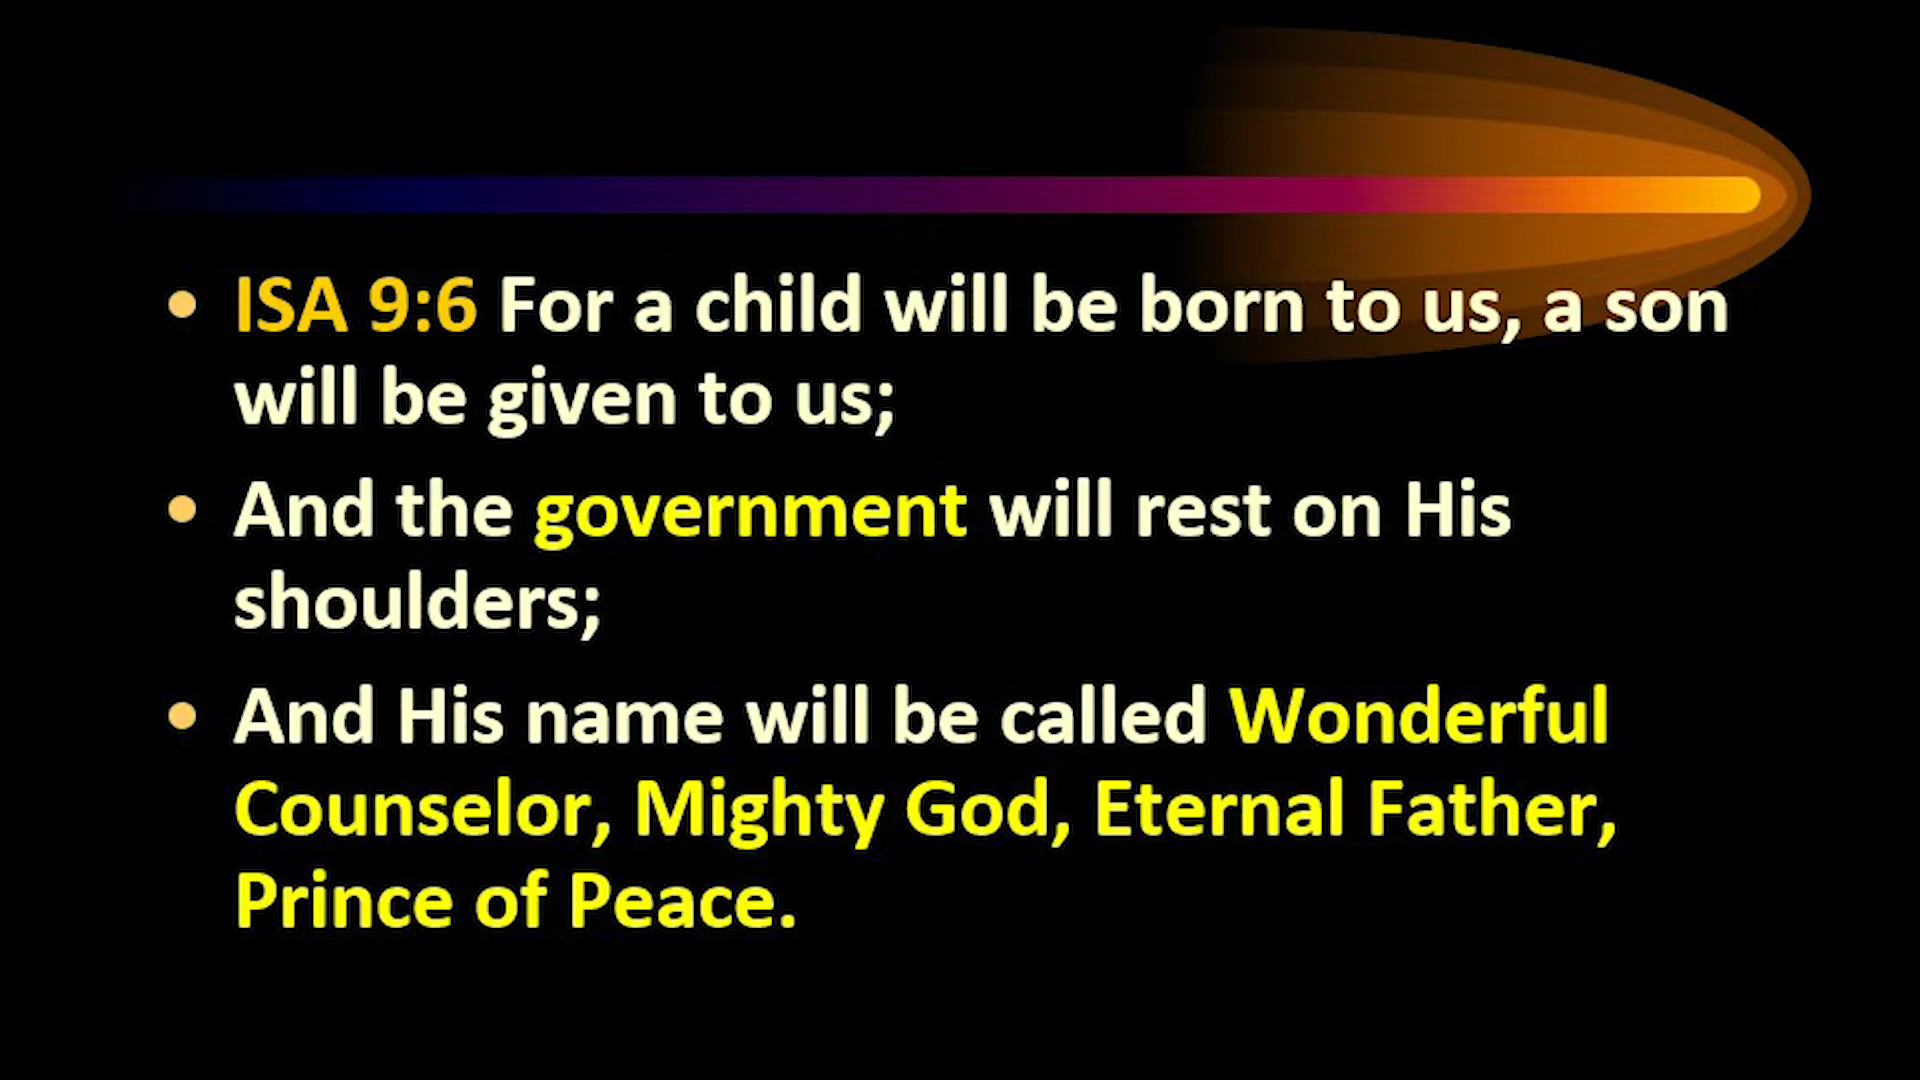 • ISA 9:6 For a child will be born to us, a son
will be given to us;
• And the government will rest on His
shoulders;
• And His name will be called Wonderful
Counselor, Mighty God, Eternal Father,
Prince of Peace.